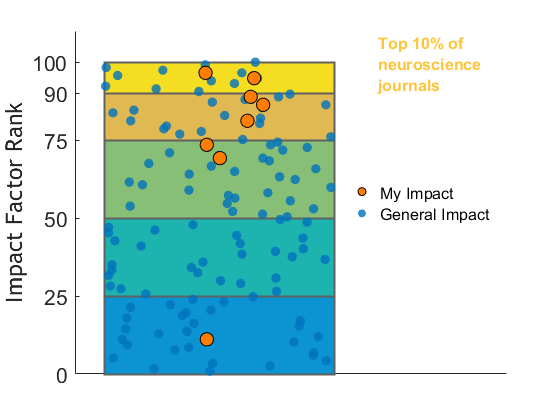 Top 10% of
neuroscience
journals
100
90
75
50
25
0
Impact Factor Rank
My Impact
General Impact